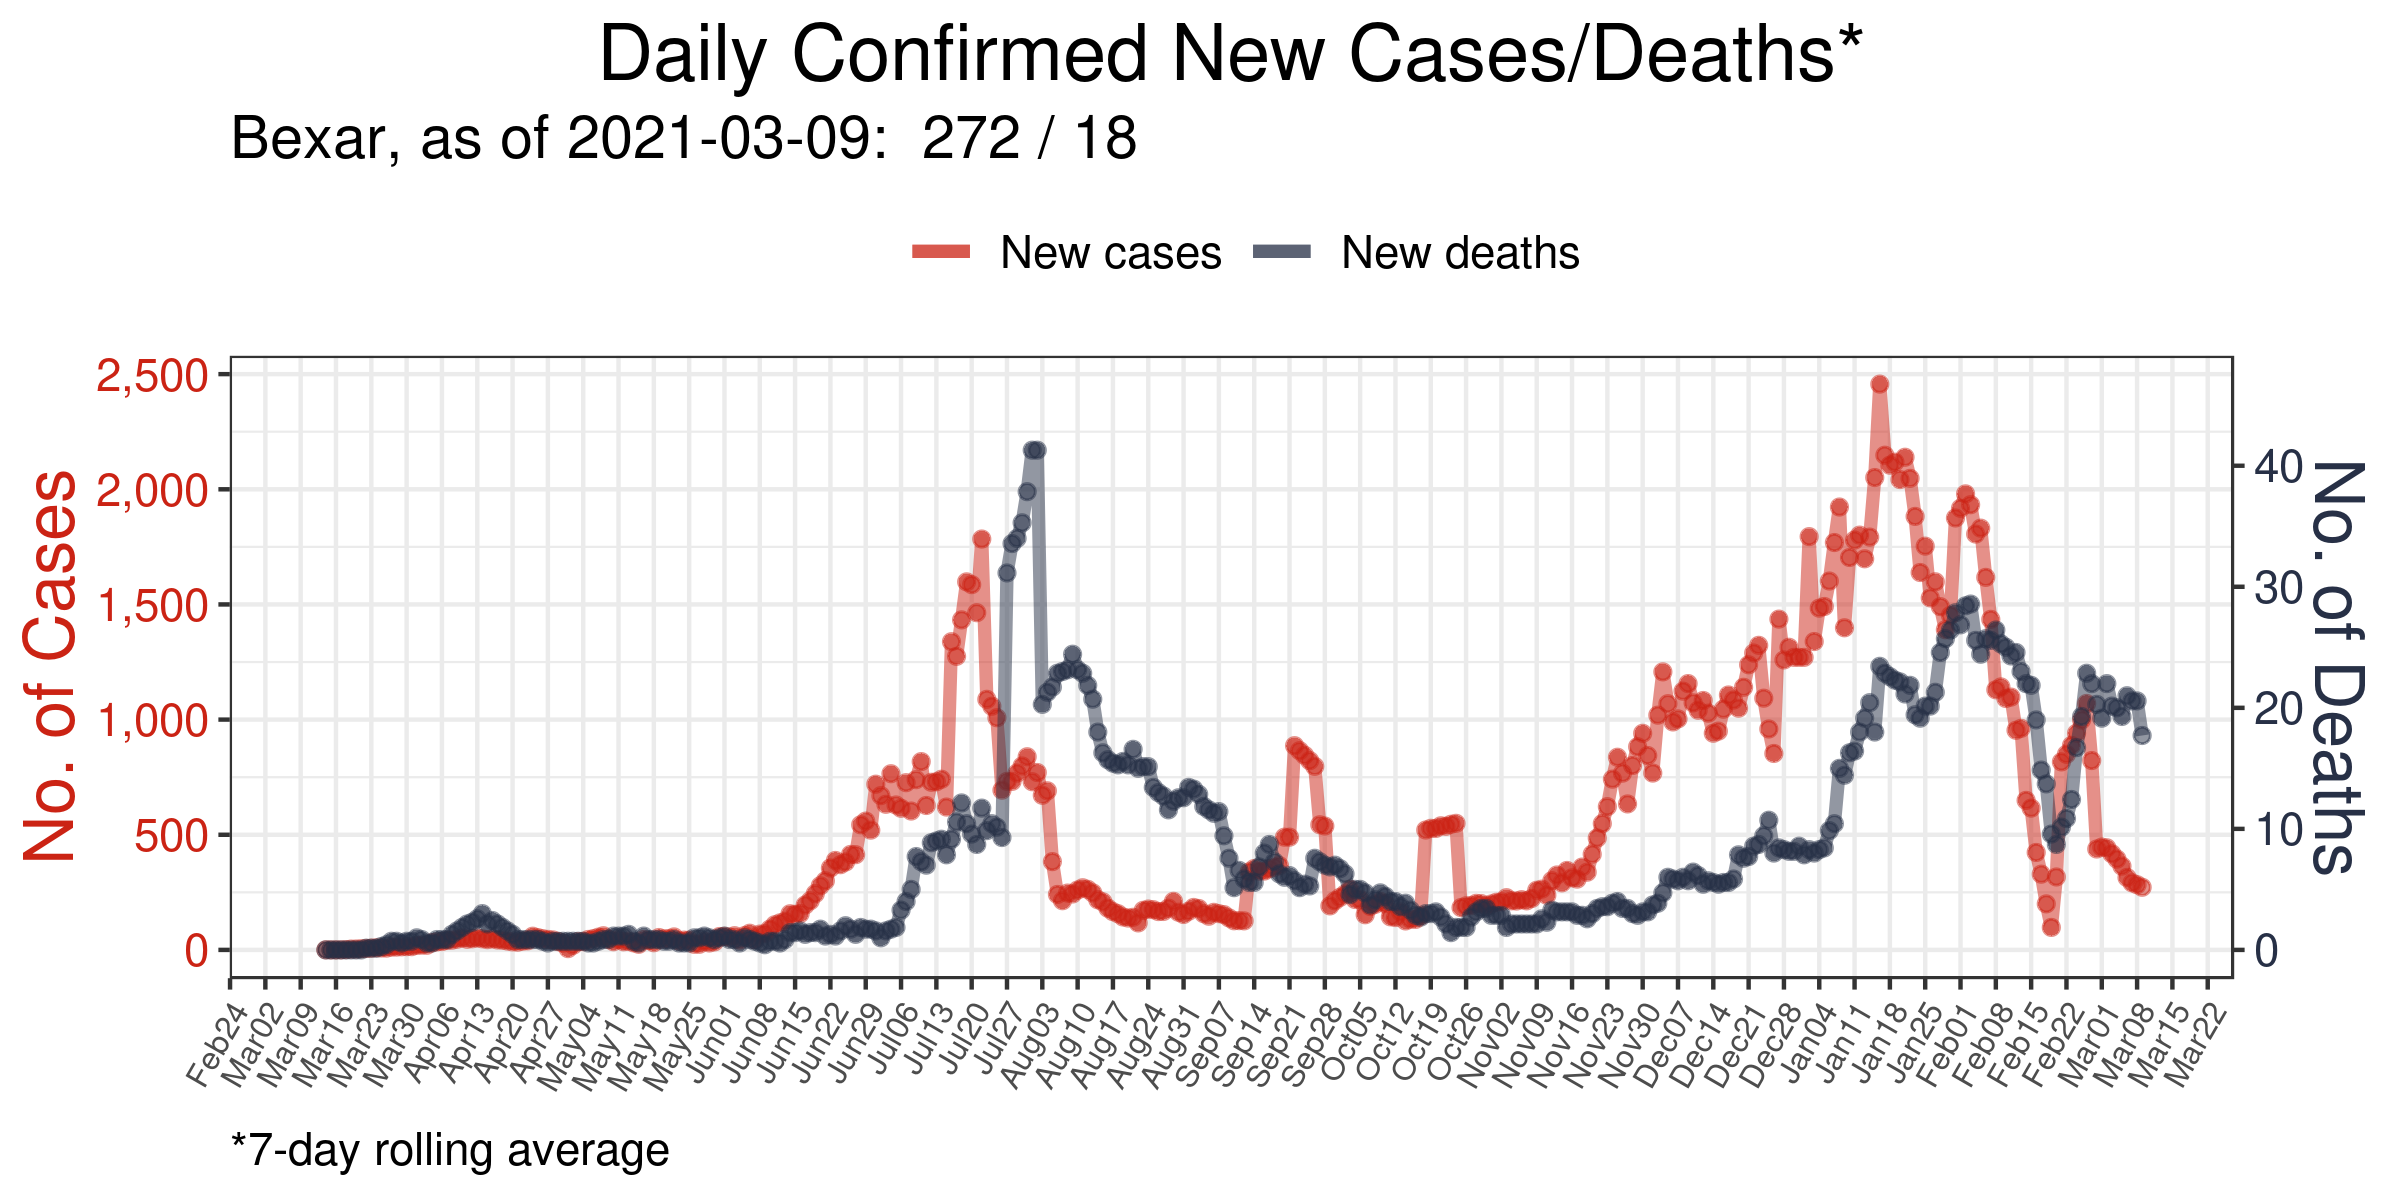 Daily Confirmed New Cases/Deaths*
Bexar, as of 2021-03-09:  272 / 18
New cases
New deaths
No. of Cases
2,500
2,000
1,500
1,000
500
0
40
30
20
10
0
No. of Deaths
Feb24
Mar02
Mar09
Mar16
Mar23
Mar30
Apr06
Apr13
Apr20
Apr27
May04
May11
May18
May25
Jun01
Jun08
Jun15
Jun22
Jun29
Jul06
Jul13
Jul20
Jul27
Aug03
Aug10
Aug17
Aug24
Aug31
Sep07
Sep14
Sep21
Sep28
Oct05
Oct12
Oct19
Oct26
Nov02
Nov09
Nov16
Nov23
Nov30
Dec07
Dec14
Dec21
Dec28
Jan04
Jan11
Jan18
Jan25
Feb01
Feb08
Feb15
Feb22
Mar01
Mar08
Mar15
Mar22
*7-day rolling average